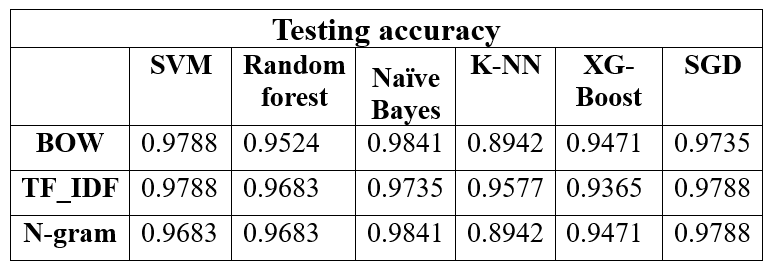 Testing accuracy
SVM Random forest Naïve Bayes K-NN XG-Boost SGD
BOW 0.9788 0.9524 0.9841 0.8942 0.9471 0.9735
TF_IDF 0.9788 0.9683 0.9735 0.9577 0.9365 0.9788
N-gram 0.9683 0.9683 0.9841 0.8942 0.9471 0.9788